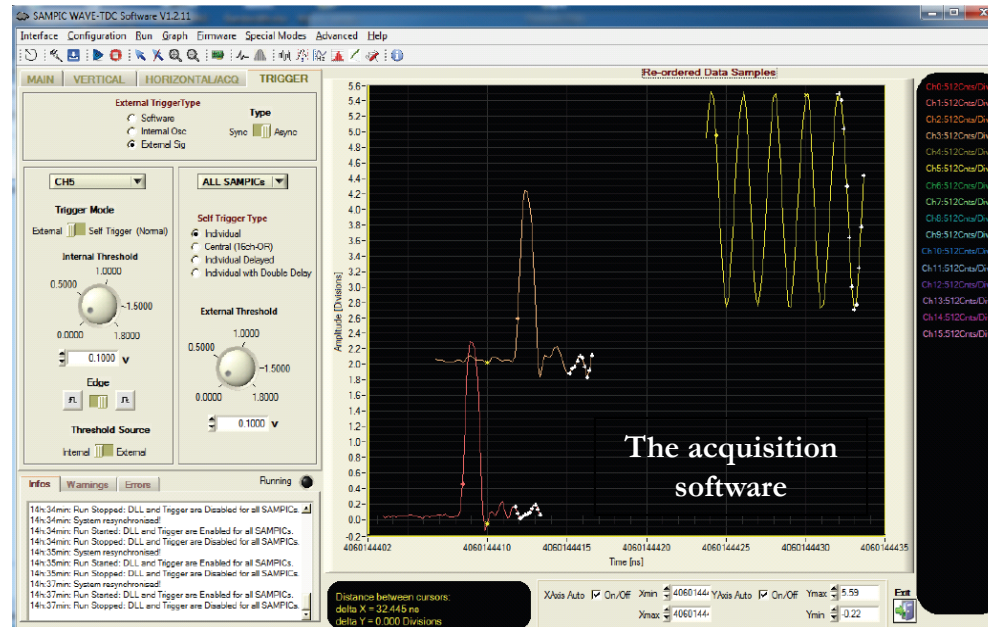 SAMPIC WAVE-TDC Software V1.2.11
Interface Configuration Run Graph Firmware Special Modes Advanced Help
MAIN VERTICAL HORIZONTAL/ACQ TRIGGER
External TriggerType
Software
Internal Osc
External Sig
Type
Sync Async
CH5
Trigger Mode
External Self Trigger (Normal)
Internal Threshold
1.0000
0.5000
1.5000
0.0000 1.8000
0.1000 V
Edge
Threshold Source
Internal External
ALL SAMPICs
Self Trigger Type
Individual
Central (16ch-OR)
Individual Delayed
Individual with Double Delay
External Threshold
1.0000
0.5000
1.5000
0.0000 1.8000
0.1000 V
Infos Warnings Errors
Running
14h:34min: Run Stopped: DLL and Trigger are Disabled for all SAMPICs.
14h:34min: System resynchronised!
14h:34min: Run Started: DLL and Trigger are Enabled for all SAMPICs.
14h:34min: Run Stopped: DLL and Trigger are Disabled for all SAMPICs.
14h:35min: System resynchronised!
14h:35min: Run Started: DLL and Trigger are Enabled for all SAMPICs.
14h:35min: Run Stopped: DLL and Trigger are Disabled for all SAMPICs.
14h:37min: System resynchronised!
14h:37min: Run Started: DLL and Trigger are Enabled for all SAMPICs.
14h:37min: Run Stopped: DLL and Trigger are Disabled for all SAMPICs.
Re-ordered Data Samples
Amplitude [Divisions]
5.6
5.4
5.2
5.0
4.8
4.6
4.4
4.2
4.0
3.8
3.6
3.4
3.2
3.0
2.8
2.6
2.4
2.2
2.0
1.8
1.6
1.4
1.2
1.0
0.8
0.6
0.4
0.2
0.0
-0.2
4060144402 4060144410 4060144415 4060144420 4060144425 4060144430 4060144435
Time [ns]
The acquisition
software
Distance between cursors:
delta X = 32.445 ns
delta Y = 0.000 Divisions
XAxis Auto On/Off Xmin 40601444 YAxis Auto On/Off Ymax 5.59
Xmax 40601444 Ymin -0.22
Exit
Ch0:512Cnts/Div
Ch1:512Cnts/Div
Ch2:512Cnts/Div
Ch3:512Cnts/Div
Ch4:512Cnts/Div
Ch5:512Cnts/Div
Ch6:512Cnts/Div
Ch7:512Cnts/Div
Ch8:512Cnts/Div
Ch9:512Cnts/Div
Ch10:512Cnts/Div
Ch11:512Cnts/Div
Ch12:512Cnts/Div
Ch13:512Cnts/Div
Ch14:512Cnts/Div
Ch15:512Cnts/Div